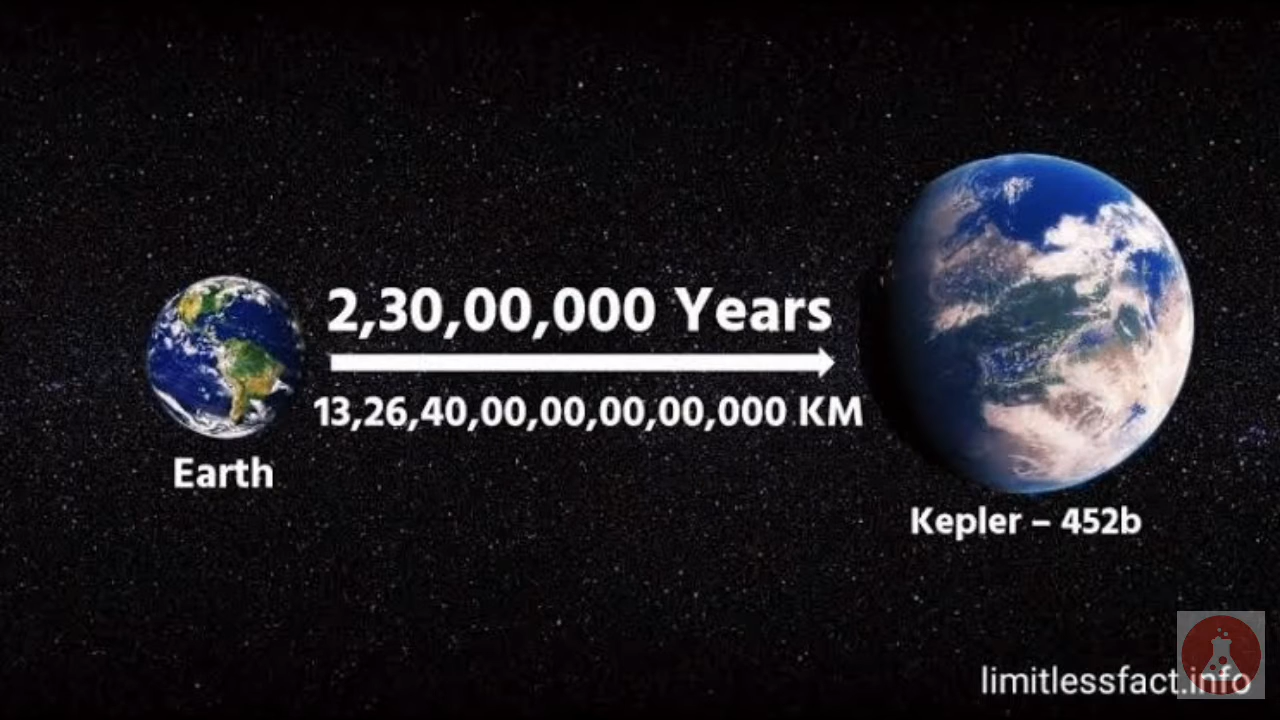 2,30,00,000 Years
13,26,40,00,00,00,00,000 KM
Earth
Kepler – 452b
limitlessfact.info